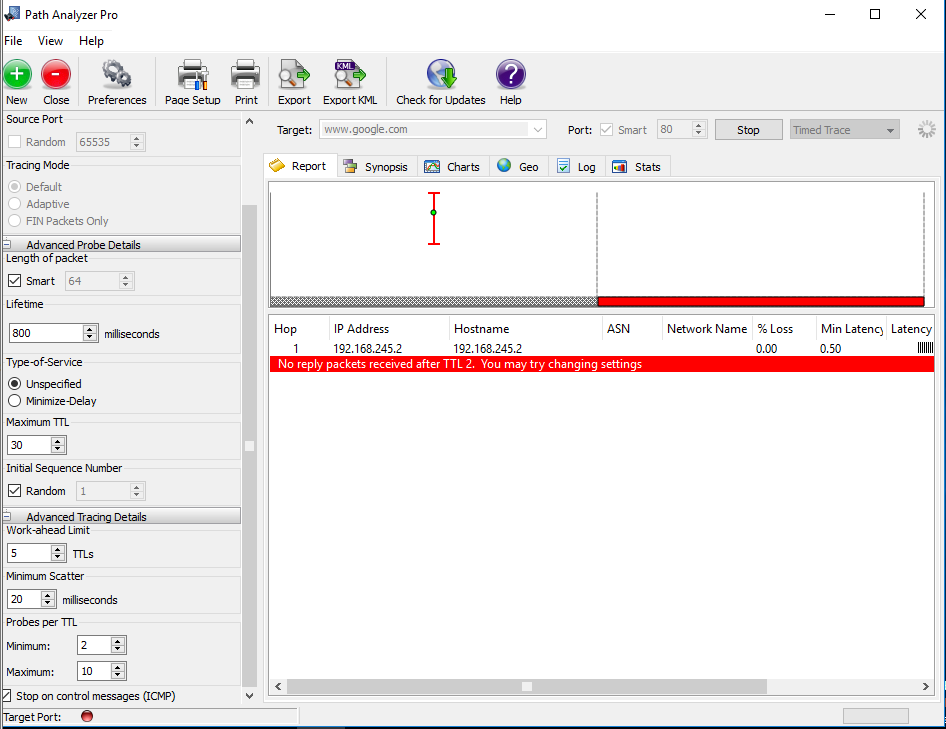 Path Analyzer Pro
File View Help
New Close Preferences Page Setup Print Export KML Export KML Check for Updates Help
Source Port
Random 65535
Tracing Mode
Default
Adaptive
FIN Packets Only
Advanced Probe Details
Length of packet
Smart 64
Lifetime
800 milliseconds
Type-of-Service
Unspecified
Minimize-Delay
Maximum TTL
30
Initial Sequence Number
Random 1
Advanced Tracing Details
Work-ahead Limit
5 TTLs
Minimum Scatter
20 milliseconds
Probes per TTL
Minimum: 2
Maximum: 10
Stop on control messages (ICMP)
Target Port:
Target: www.google.com Port: Smart 80 Stop Timed Trace
Report Synopsis Charts Geo Log Stats
Hop IP Address Hostname ASN Network Name % Loss Min Latency Latency
1 192.168.245.2 192.168.245.2 0.00 0.50
No reply packets received after TTL 2. You may try changing settings